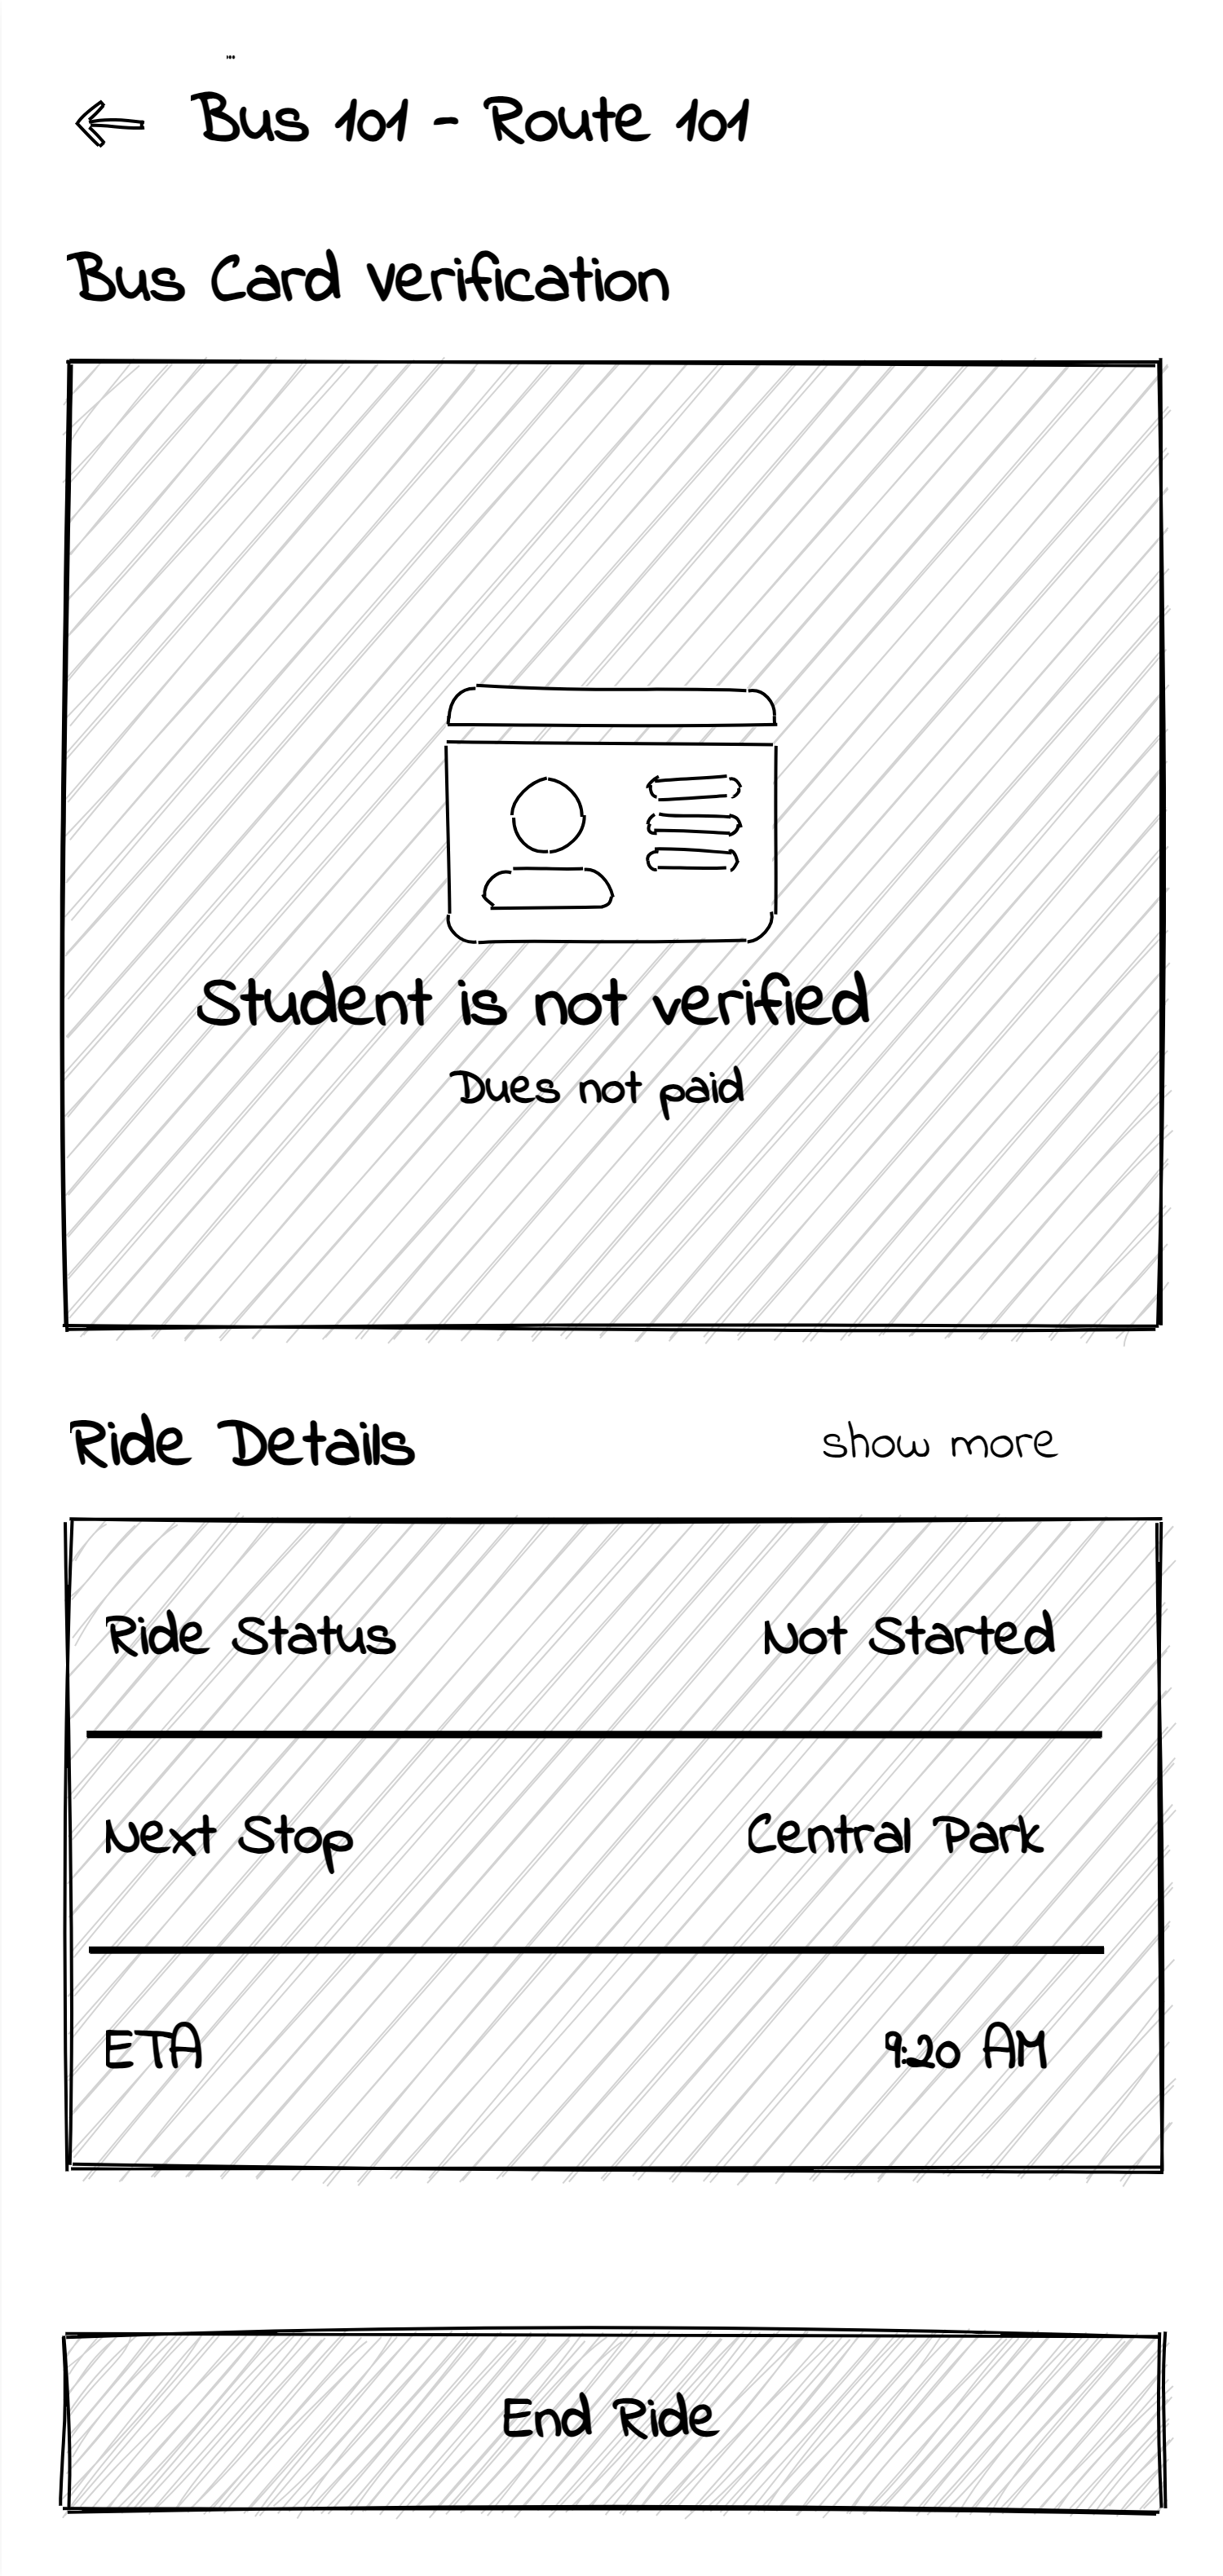 ...
Bus 101 - Route 101
Bus Card verification
Student is not verified
Dues not paid
Ride Details show more
Ride Status Not Started
Next Stop Central Park
ETA 9:20 AM
End Ride